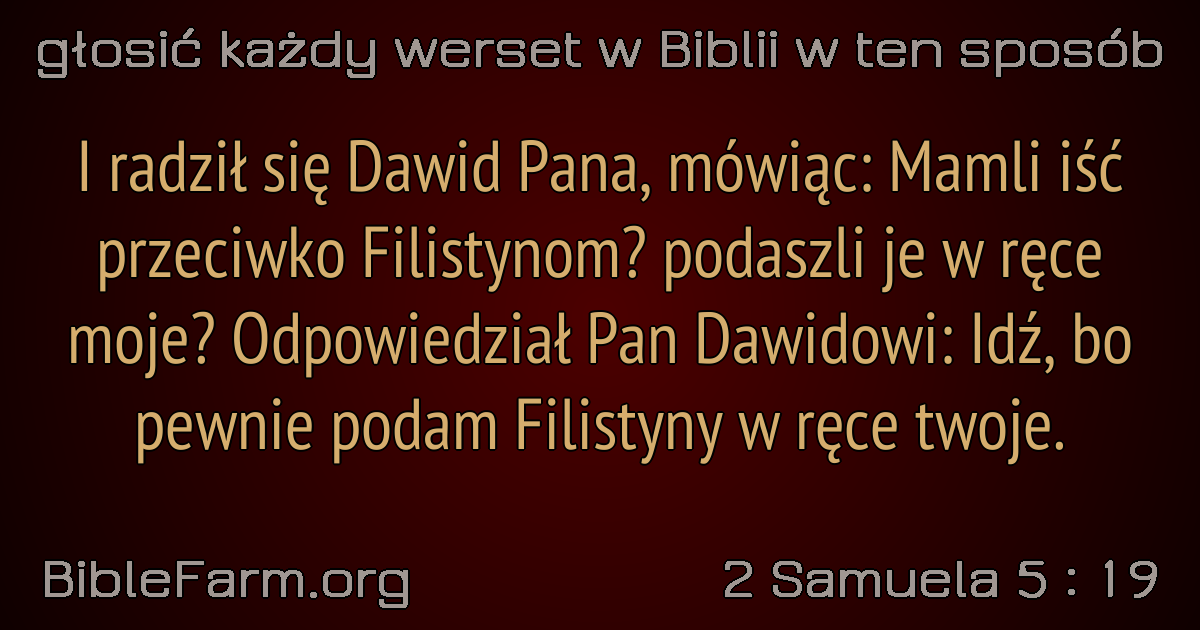 głosić każdy werset w Biblii w ten sposób
I radził się Dawid Pana, mówiąc: Mamli iść
przeciwko Filistynom? podaszli je w ręce
moje? Odpowiedział Pan Dawidowi: Idź, bo
pewnie podam Filistyny w ręce twoje.
BibleFarm.org
2 Samuela 5 : 19